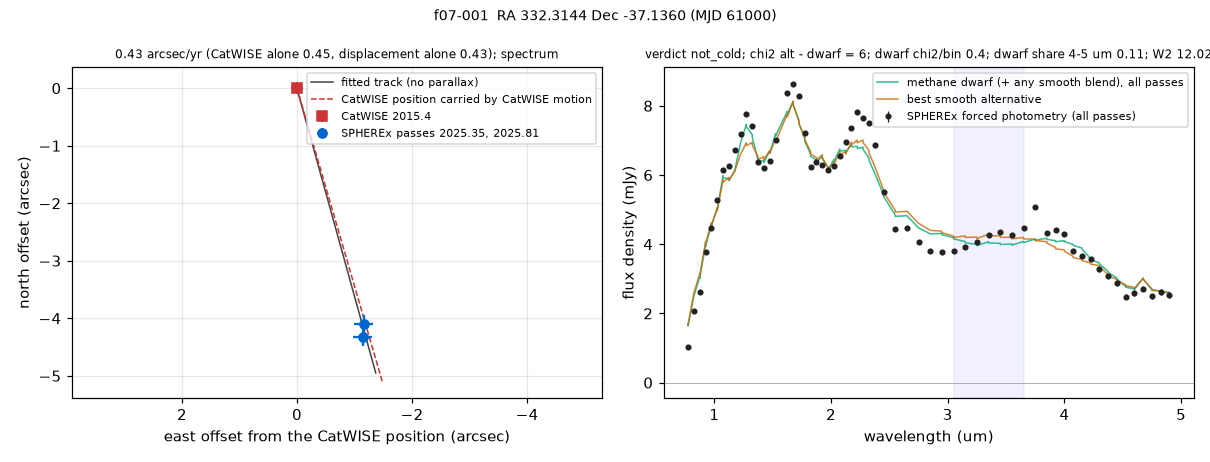 f07-001  RA 332.3144 Dec -37.1360 (MJD 61000)
0.43 arcsec/yr (CatWISE alone 0.45, displacement alone 0.43); spectrum
fitted track (no parallax)
CatWISE position carried by CatWISE motion
CatWISE 2015.4
SPHEREx passes 2025.35, 2025.81
0
−1
−2
−3
−4
−5
north offset (arcsec)
2
0
−2
−4
east offset from the CatWISE position (arcsec)
verdict not_cold; chi2 alt - dwarf = 6; dwarf chi2/bin 0.4; dwarf share 4-5 um 0.11; W2 12.02
methane dwarf (+ any smooth blend), all passes
best smooth alternative
SPHEREx forced photometry (all passes)
8
6
4
2
0
flux density (mJy)
1
2
3
4
5
wavelength (um)